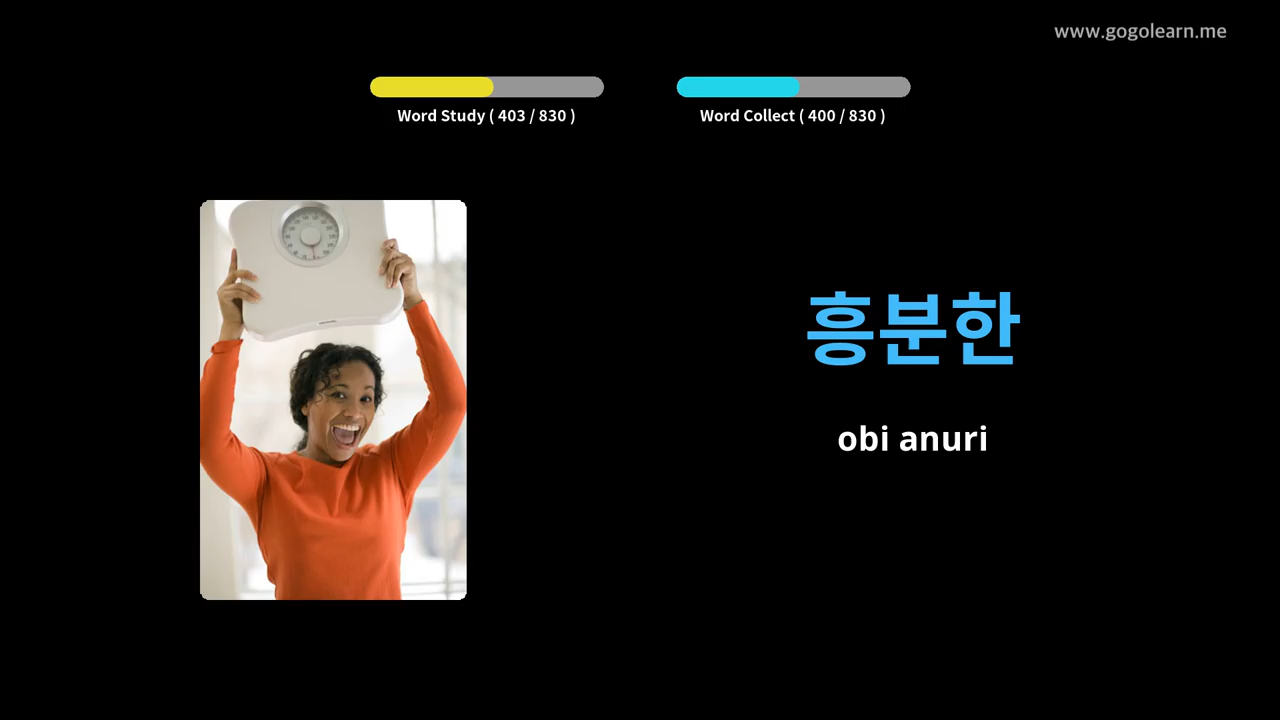 www.gogolearn.me
Word Study ( 403 / 830 )
Word Collect ( 400 / 830 )
흥분한
obi anuri